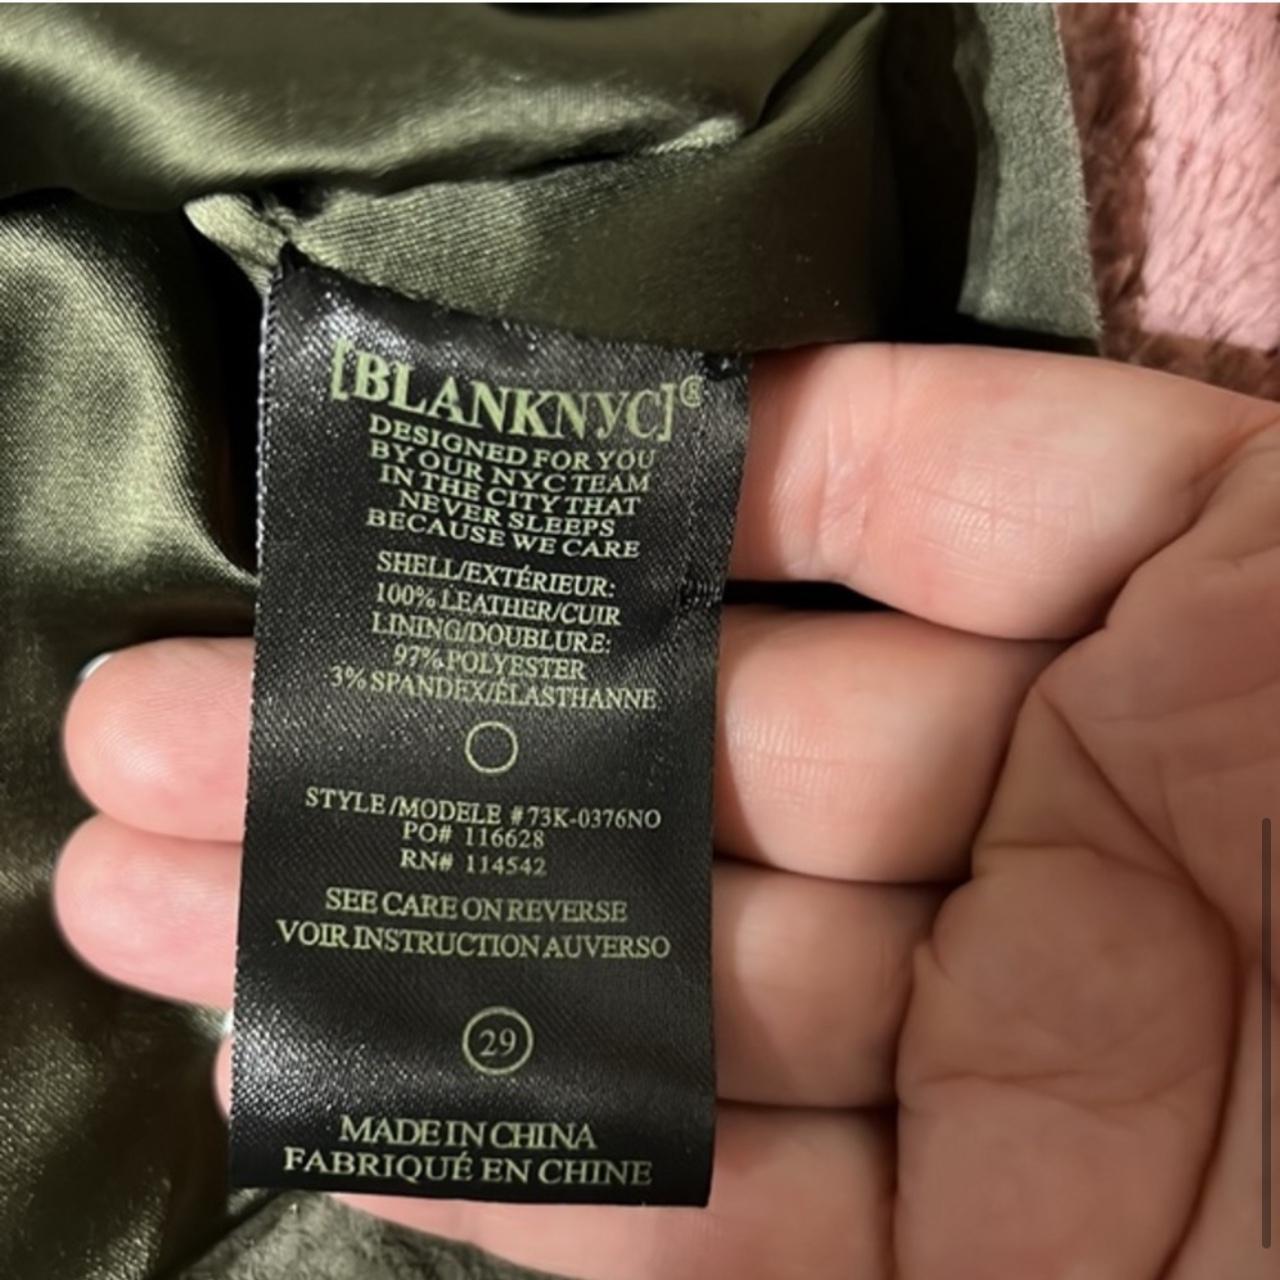 [BLANKNYC]®
DESIGNED FOR YOU
BY OUR NYC TEAM
IN THE CITY THAT
NEVER SLEEPS
BECAUSE WE CARE
SHELL/EXTÉRIEUR:
100% LEATHER/CUIR
LINING/DOUBLURE:
97% POLYESTER
3% SPANDEX/ÉLASTHANNE
STYLE/MODELE #73K-0376NO
PO# 116628
RN# 114542
SEE CARE ON REVERSE
VOIR INSTRUCTION AU VERSO
29
MADE IN CHINA
FABRIQUÉ EN CHINE